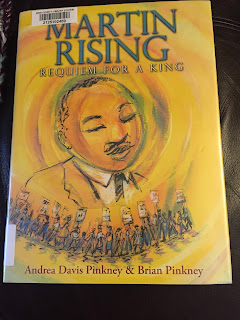 MARTIN
RISING
REQUIEM FOR A KING
Andrea Davis Pinkney & Brian Pinkney